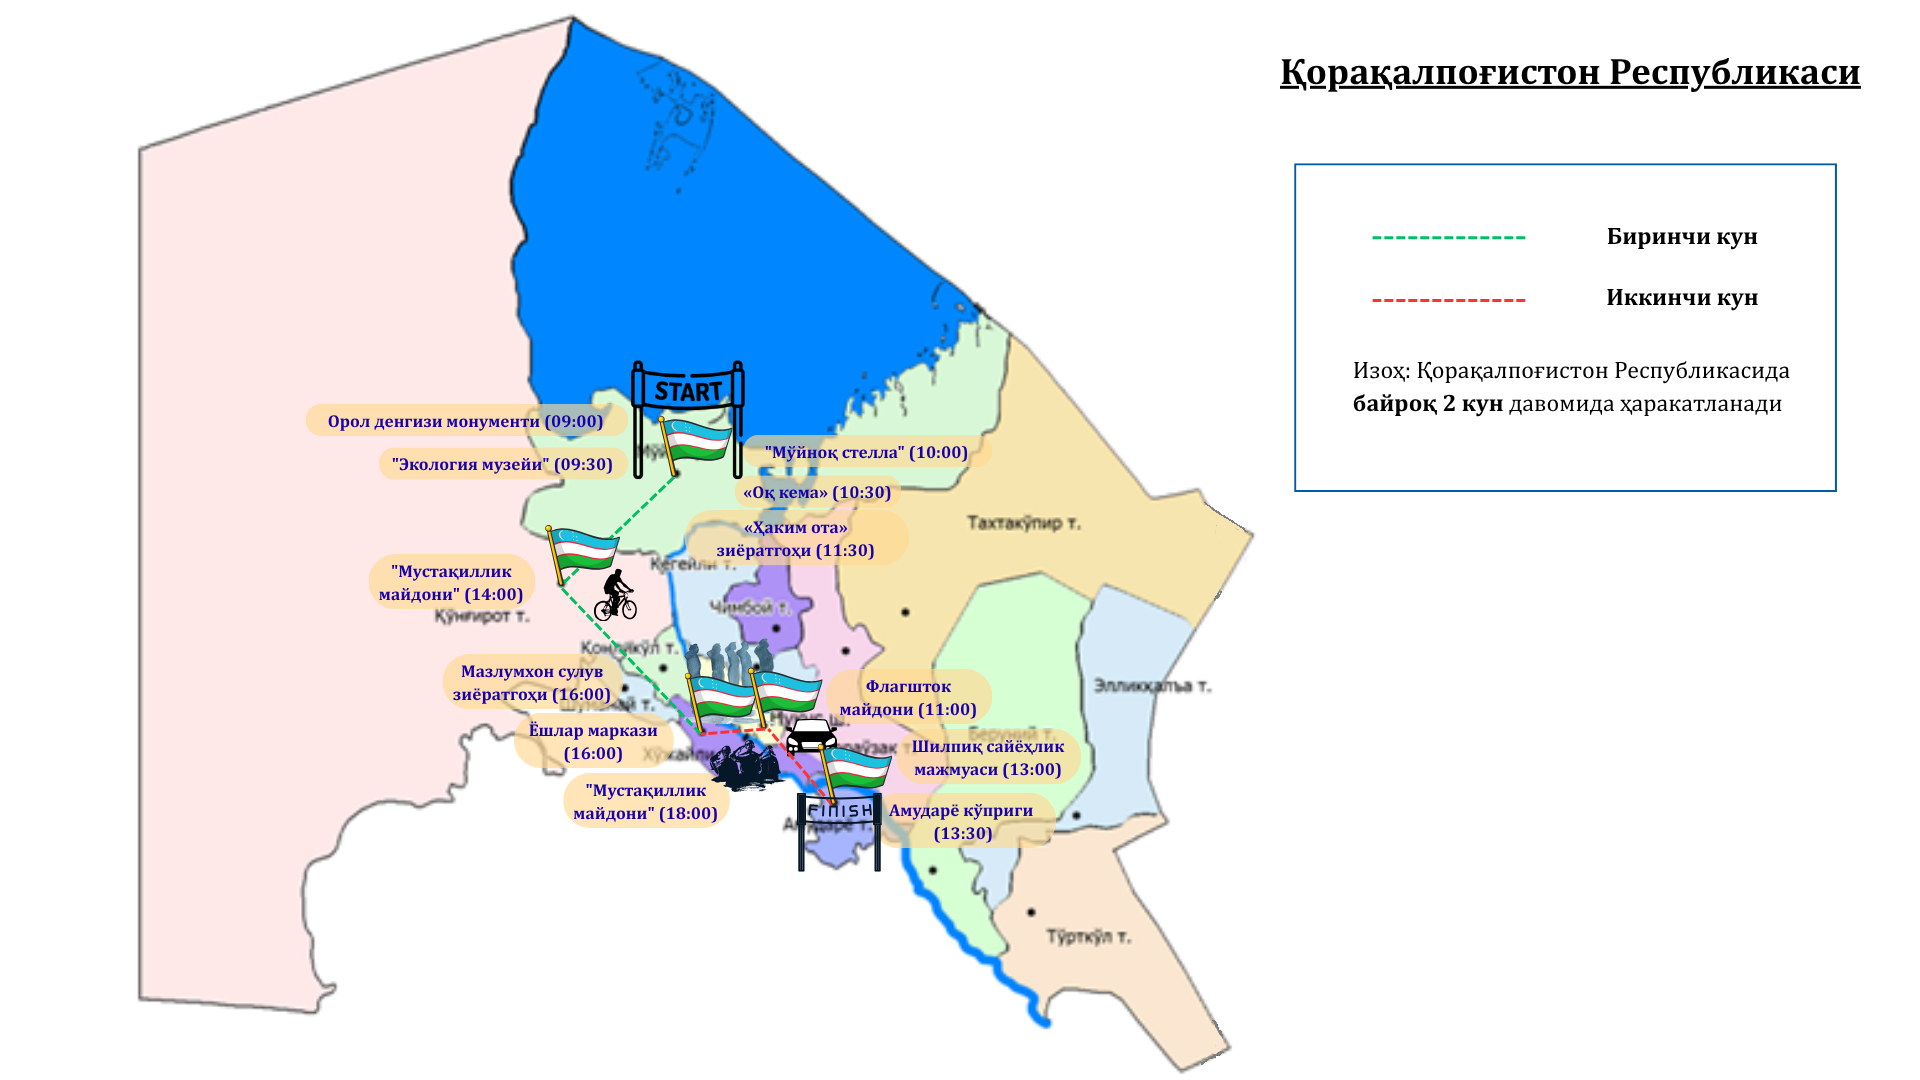 Қорақалпоғистон Республикаси
Биринчи кун
Иккинчи кун
Изоҳ: Қорақалпоғистон Республикасида
байроқ 2 кун давомида ҳаракатланади
START
Орол денгизи монументи (09:00)
"Экология музейи" (09:30)
"Мўйноқ стелла" (10:00)
«Оқ кема» (10:30)
«Ҳаким ота»
зиёратгоҳи (11:30)
Тахтакўпир т.
Кегейли т.
"Мустақиллик
майдони" (14:00)
Қўнғирот т.
Чимбой т.
Мазлумхон сулув
зиёратгоҳи (16:00)
Элликқалъа т.
Флагшток
майдони (11:00)
Ёшлар маркази
(16:00)
Беруний т.
Шилпиқ сайёҳлик
мажмуаси (13:00)
"Мустақиллик
майдони" (18:00)
FINISH
Амударё т.
Амударё кўприги
(13:30)
Тўрткўл т.